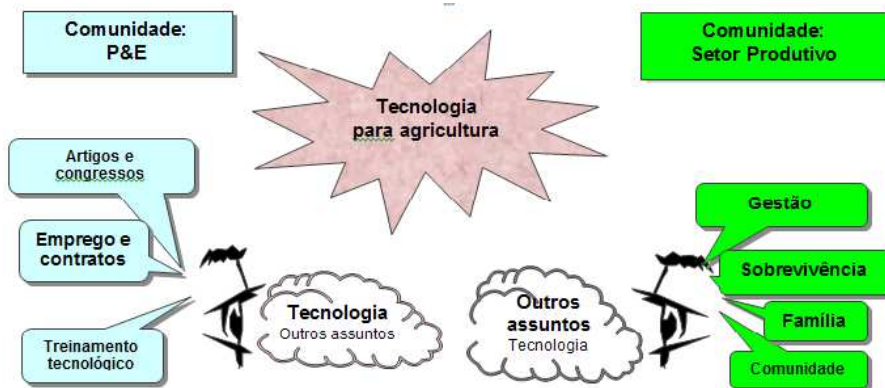 Comunidade:
P&E
Comunidade:
Setor Produtivo
Tecnologia
para agricultura
Artigos e
congressos
Emprego e
contratos
Treinamento
tecnológico
Tecnologia
Outros assuntos
Outros
assuntos
Tecnologia
Gestão
Sobrevivência
Família
Comunidade